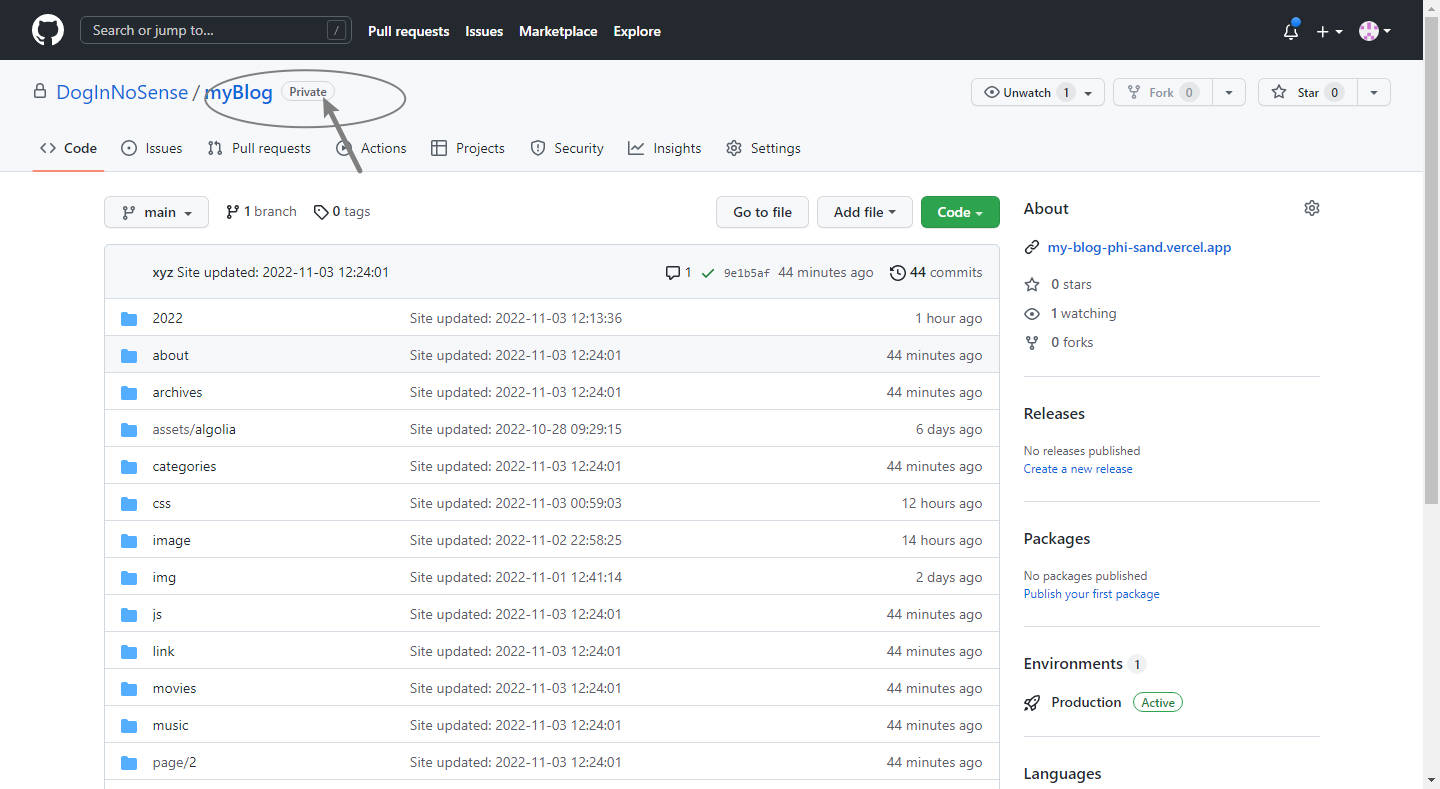 Search or jump to... / Pull requests Issues Marketplace Explore
DogInNoSense / myBlog Private Unwatch 1 Fork 0 Star 0
Code Issues Pull requests Actions Projects Security Insights Settings
main 1 branch 0 tags Go to file Add file Code
xyz Site updated: 2022-11-03 12:24:01 1 9e1b5af 44 minutes ago 44 commits
2022 Site updated: 2022-11-03 12:13:36 1 hour ago
about Site updated: 2022-11-03 12:24:01 44 minutes ago
archives Site updated: 2022-11-03 12:24:01 44 minutes ago
assets/algolia Site updated: 2022-10-28 09:29:15 6 days ago
categories Site updated: 2022-11-03 12:24:01 44 minutes ago
css Site updated: 2022-11-03 00:59:03 12 hours ago
image Site updated: 2022-11-02 22:58:25 14 hours ago
img Site updated: 2022-11-01 12:41:14 2 days ago
js Site updated: 2022-11-03 12:24:01 44 minutes ago
link Site updated: 2022-11-03 12:24:01 44 minutes ago
movies Site updated: 2022-11-03 12:24:01 44 minutes ago
music Site updated: 2022-11-03 12:24:01 44 minutes ago
page/2 Site updated: 2022-11-03 12:24:01 44 minutes ago
About
my-blog-phi-sand.vercel.app
0 stars
1 watching
0 forks
Releases
No releases published
Create a new release
Packages
No packages published
Publish your first package
Environments 1
Production Active
Languages